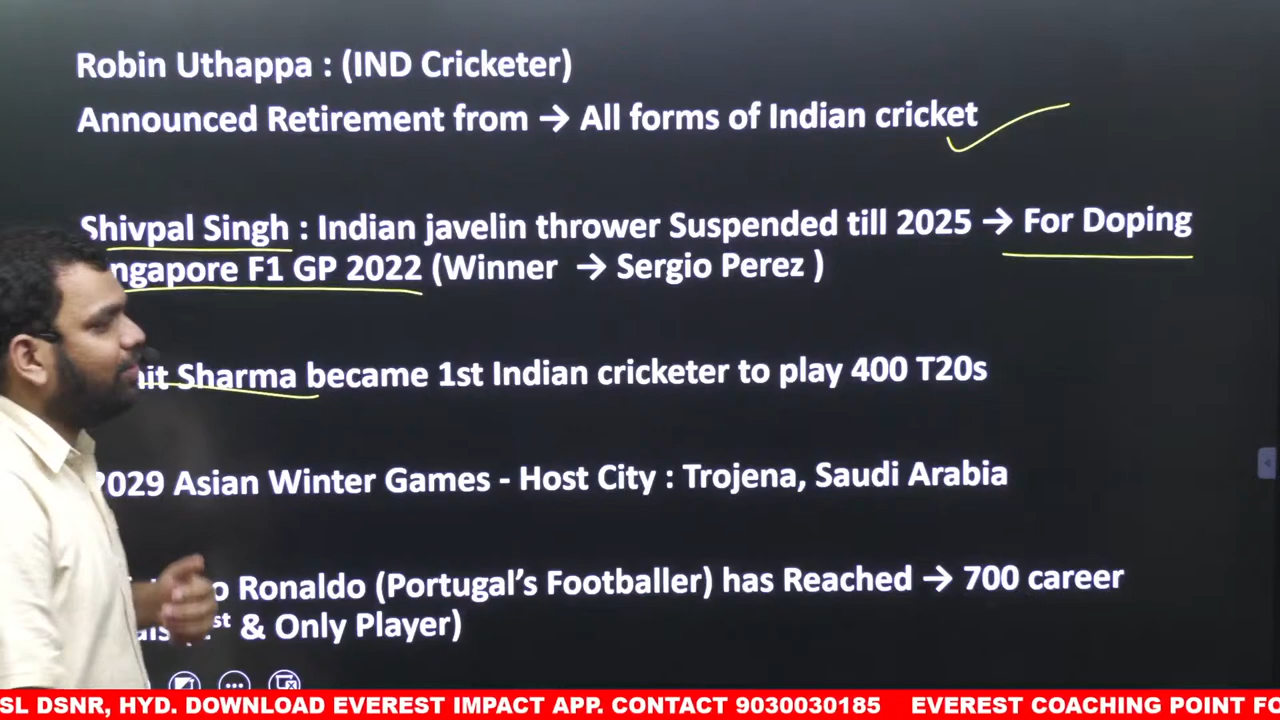 Robin Uthappa : (IND Cricketer)
Announced Retirement from → All forms of Indian cricket
Shivpal Singh : Indian javelin thrower Suspended till 2025 → For Doping
ngapore F1 GP 2022 (Winner → Sergio Perez )
hit Sharma became 1st Indian cricketer to play 400 T20s
2029 Asian Winter Games - Host City : Trojena, Saudi Arabia
o Ronaldo (Portugal’s Footballer) has Reached → 700 career
st & Only Player)
SL DSNR, HYD. DOWNLOAD EVEREST IMPACT APP. CONTACT 9030030185 EVEREST COACHING POINT FO